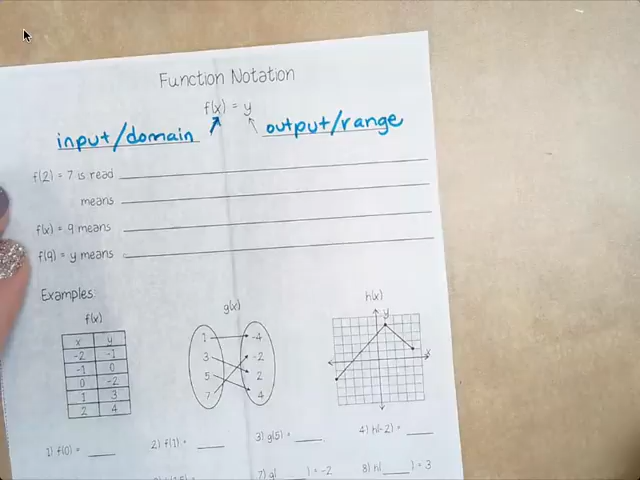 Function Notation
f(x) = y
input/domain output/range
f(2) = 7 is read
means
f(x) = 9 means
f(9) = y means
Examples:
f(x) g(x) h(x)
x y
-2 -1
-1 0
0 -2
1 3
2 4
1 -4
3 -2
5 2
7 4
y
x
1) f(0) = 2) f(1) = 3) g(5) = 4) h(-2) =
7) g( ) = -2 8) h( ) = 3